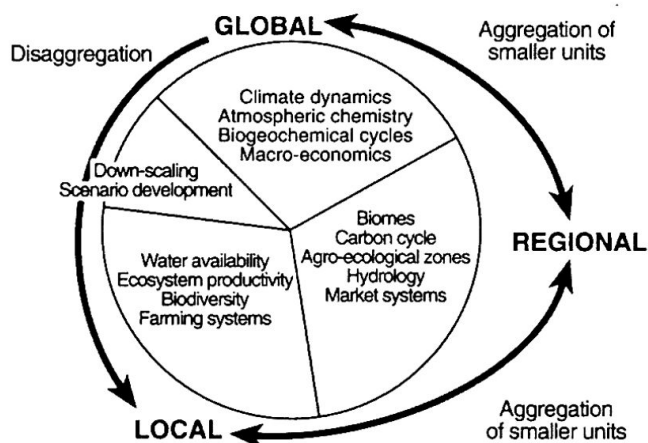 GLOBAL
Disaggregation
Aggregation of
smaller units
Climate dynamics
Atmospheric chemistry
Biogeochemical cycles
Macro-economics
Down-scaling
Scenario development
Biomes
Carbon cycle
Agro-ecological zones
Hydrology
Market systems
REGIONAL
Water availability
Ecosystem productivity
Biodiversity
Farming systems
LOCAL
Aggregation
of smaller units